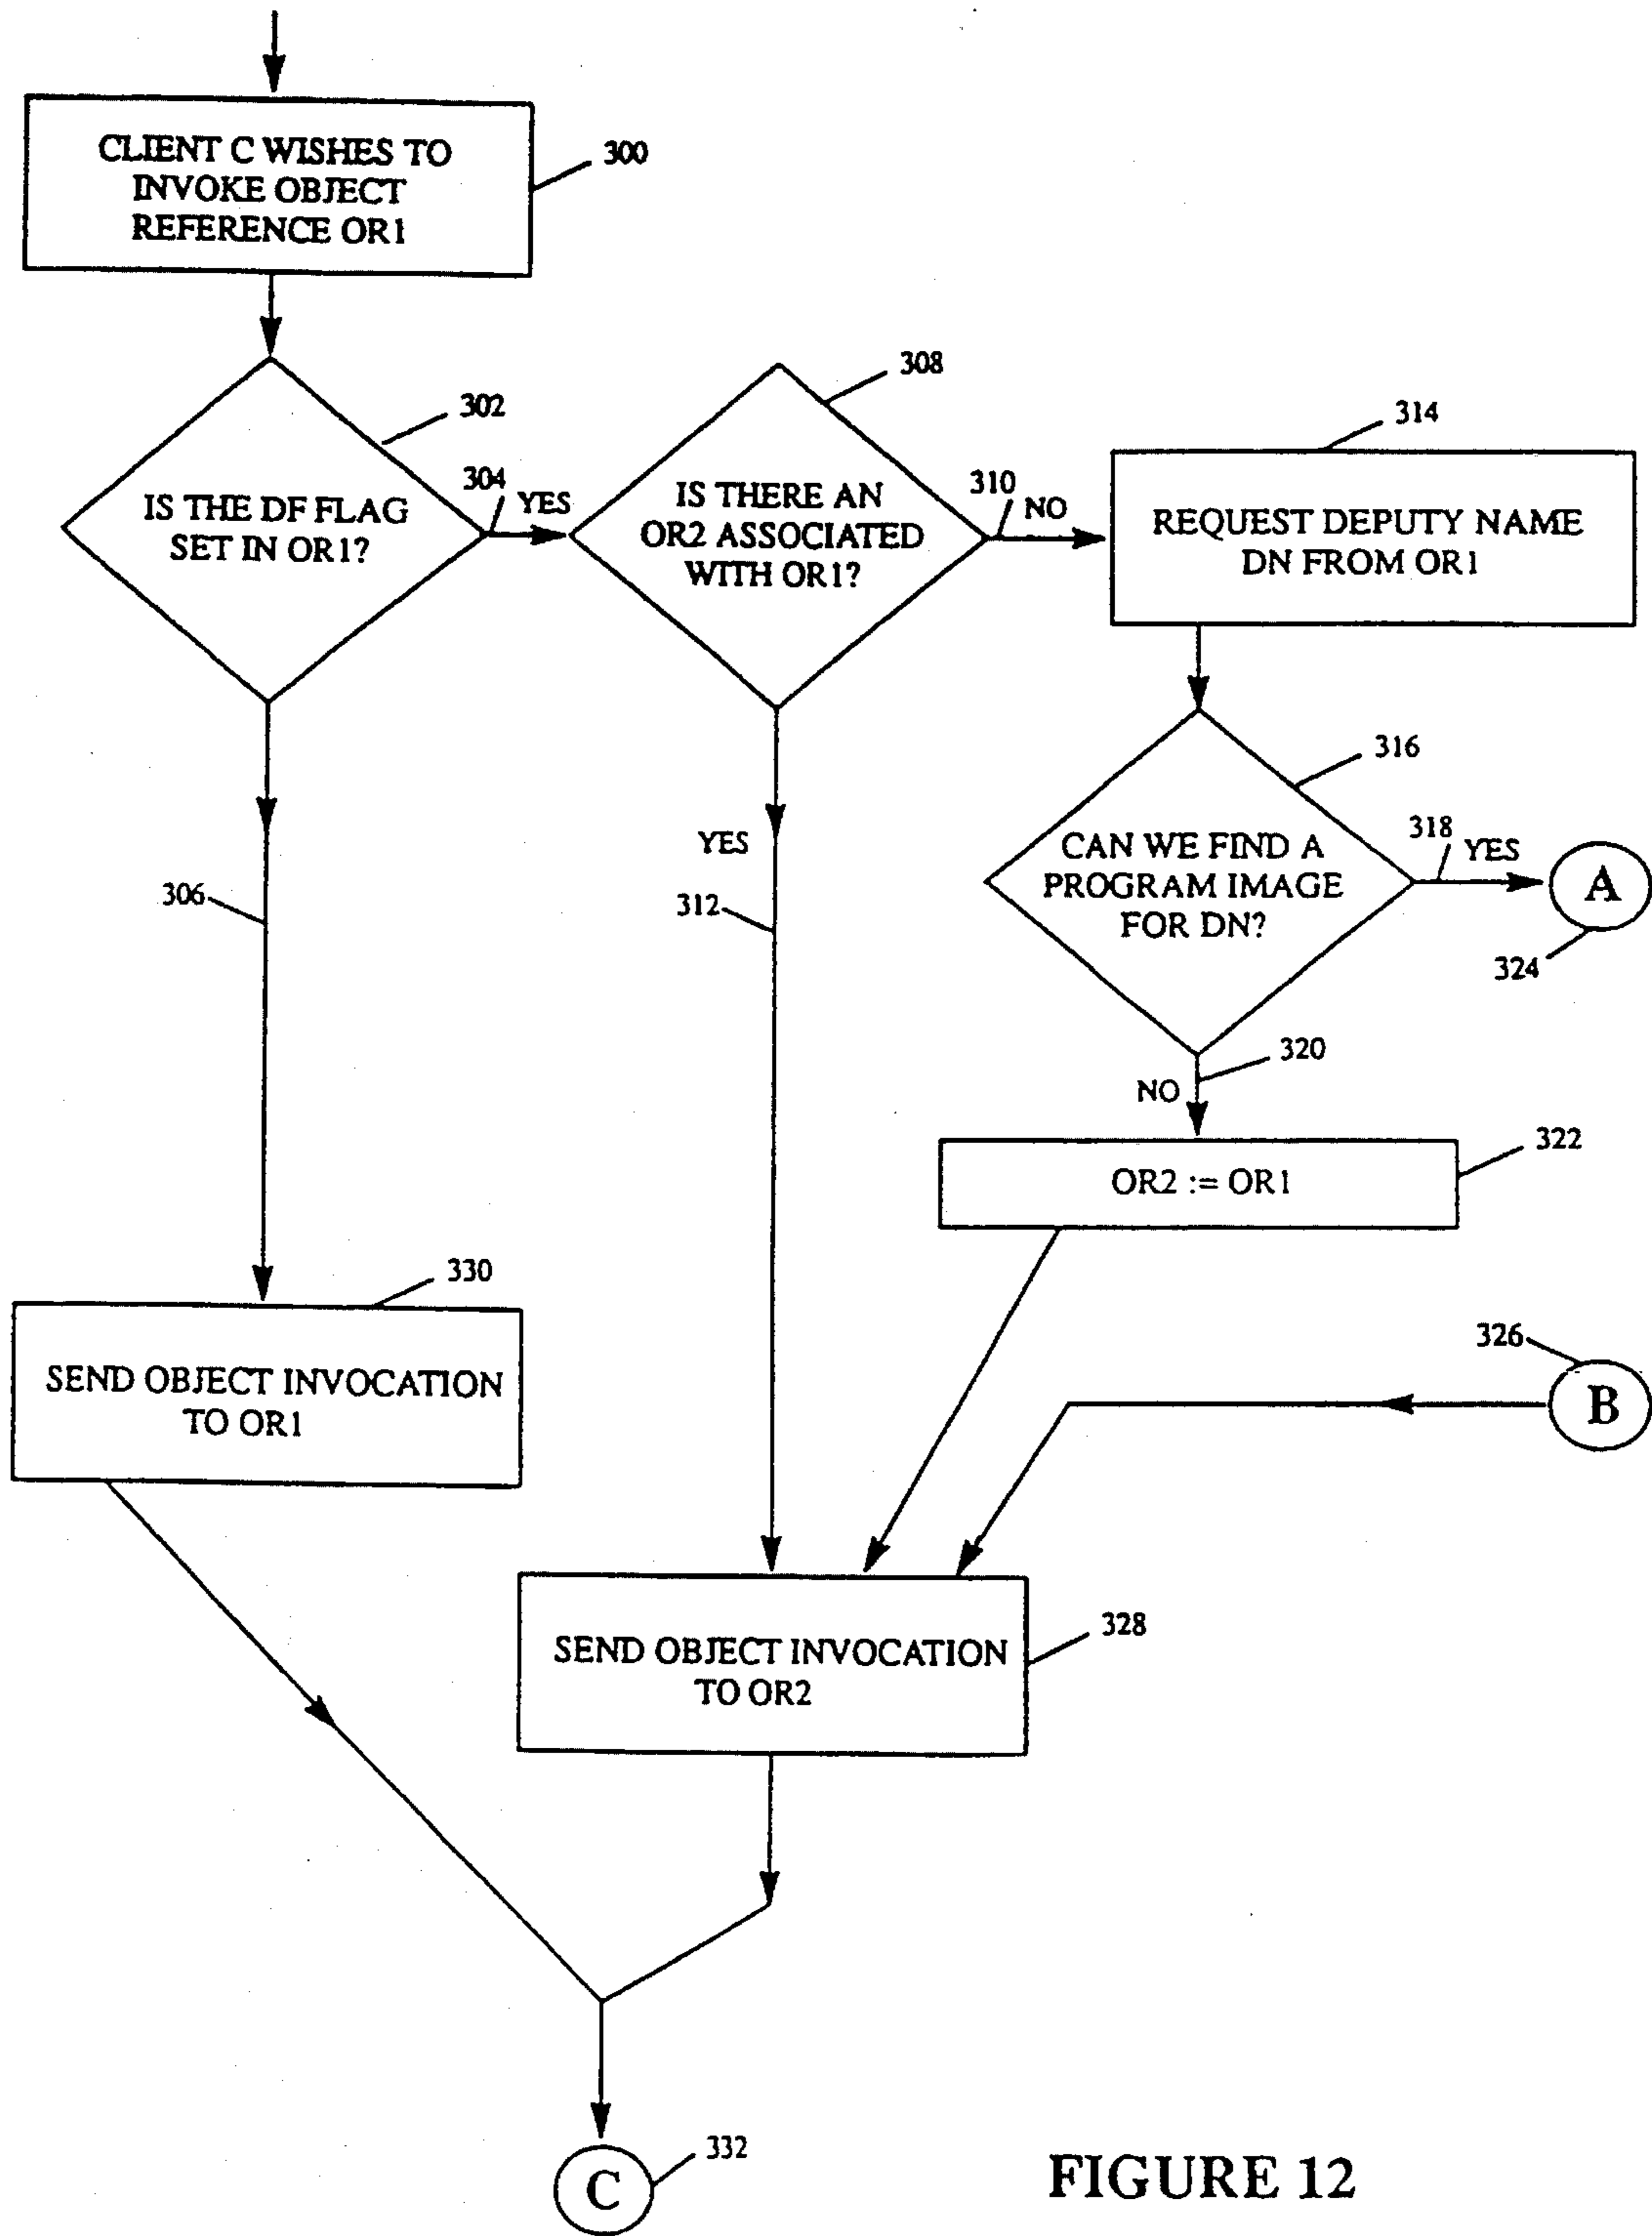 CLIENT C WISHES TO
INVOKE OBJECT
REFERENCE OR1
300
302
IS THE DF FLAG
SET IN OR1?
304
YES
308
IS THERE AN
OR2 ASSOCIATED
WITH OR1?
310
NO
314
REQUEST DEPUTY NAME
DN FROM OR1
316
CAN WE FIND A
PROGRAM IMAGE
FOR DN?
318
YES
A
324
306
YES
312
320
NO
322
OR2 := OR1
330
SEND OBJECT INVOCATION
TO OR1
326
B
328
SEND OBJECT INVOCATION
TO OR2
332
C
FIGURE 12